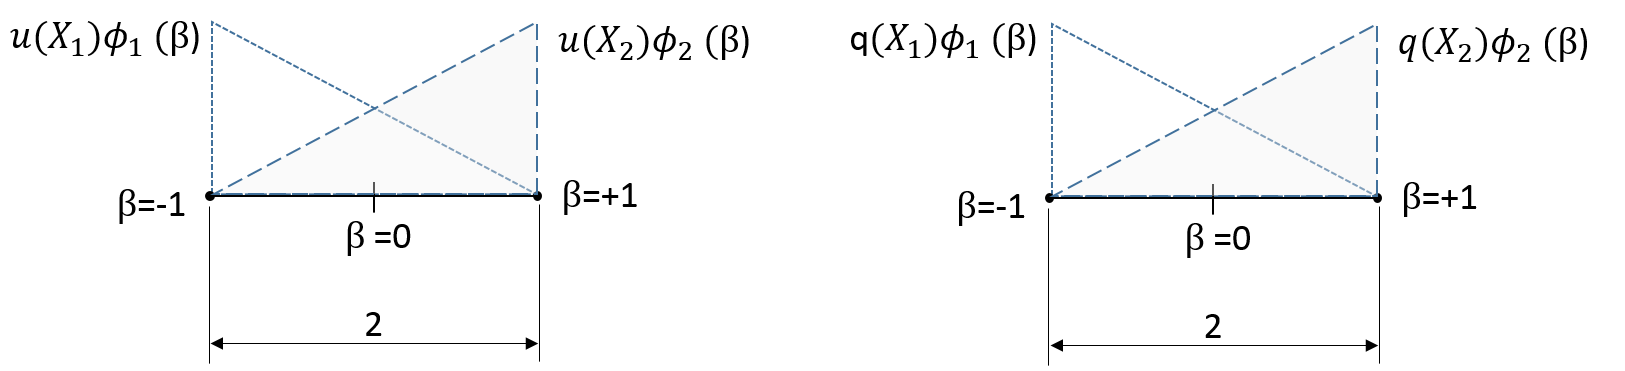 𝑢(𝑋₁)𝜙₁ (β)
𝑢(𝑋₂)𝜙₂ (β)
β=-1
β=+1
β =0
2
q(𝑋₁)𝜙₁ (β)
𝑞(𝑋₂)𝜙₂ (β)
β=-1
β=+1
β =0
2